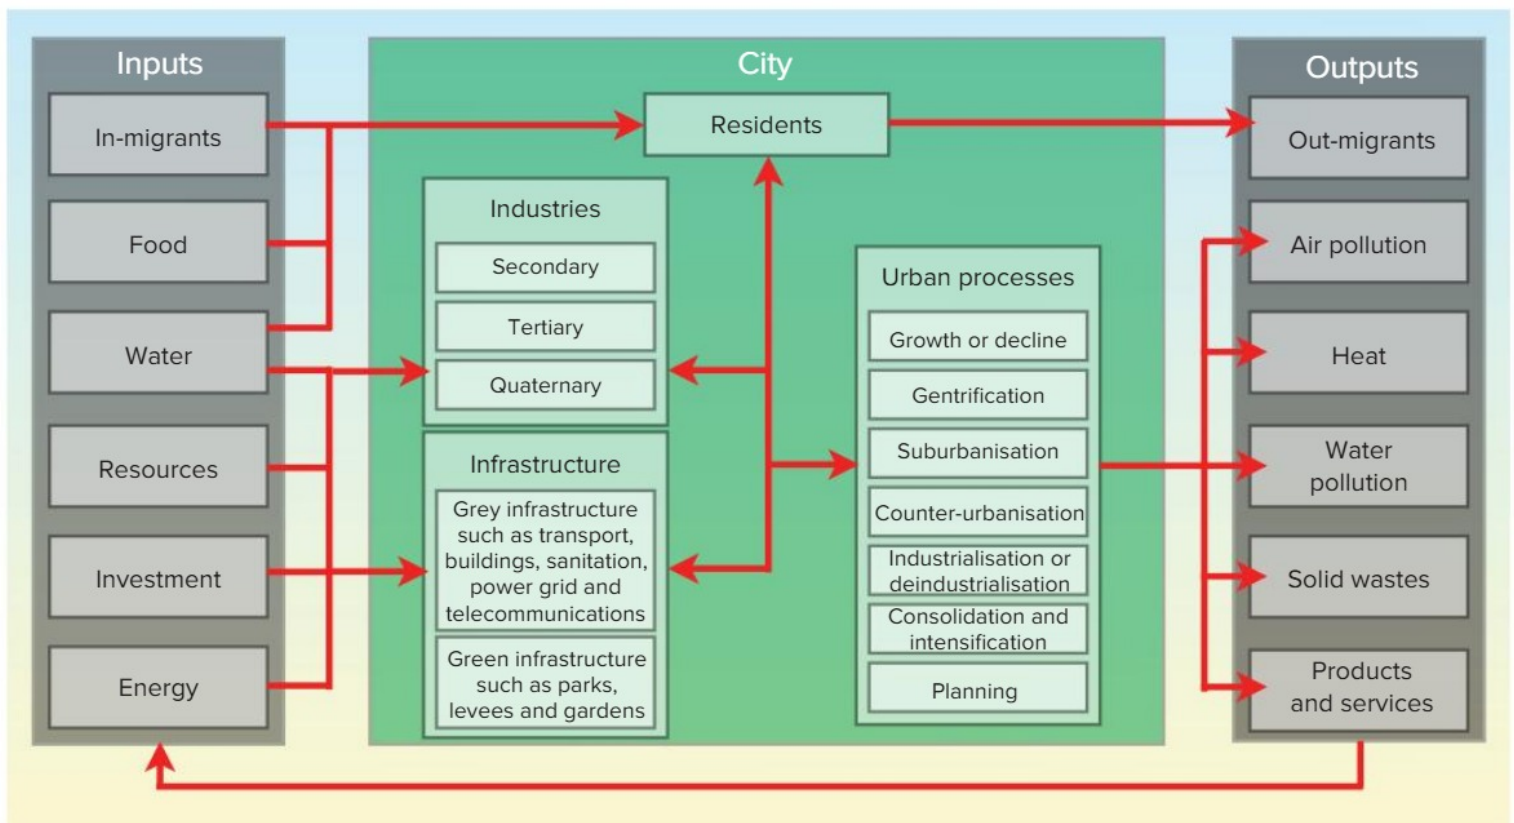 Inputs
In-migrants
Food
Water
Resources
Investment
Energy
City
Residents
Industries
Secondary
Tertiary
Quaternary
Infrastructure
Grey infrastructure
such as transport,
buildings, sanitation,
power grid and
telecommunications
Green infrastructure
such as parks,
levees and gardens
Urban processes
Growth or decline
Gentrification
Suburbanisation
Counter-urbanisation
Industrialisation or
deindustrialisation
Consolidation and
intensification
Planning
Outputs
Out-migrants
Air pollution
Heat
Water
pollution
Solid wastes
Products
and services